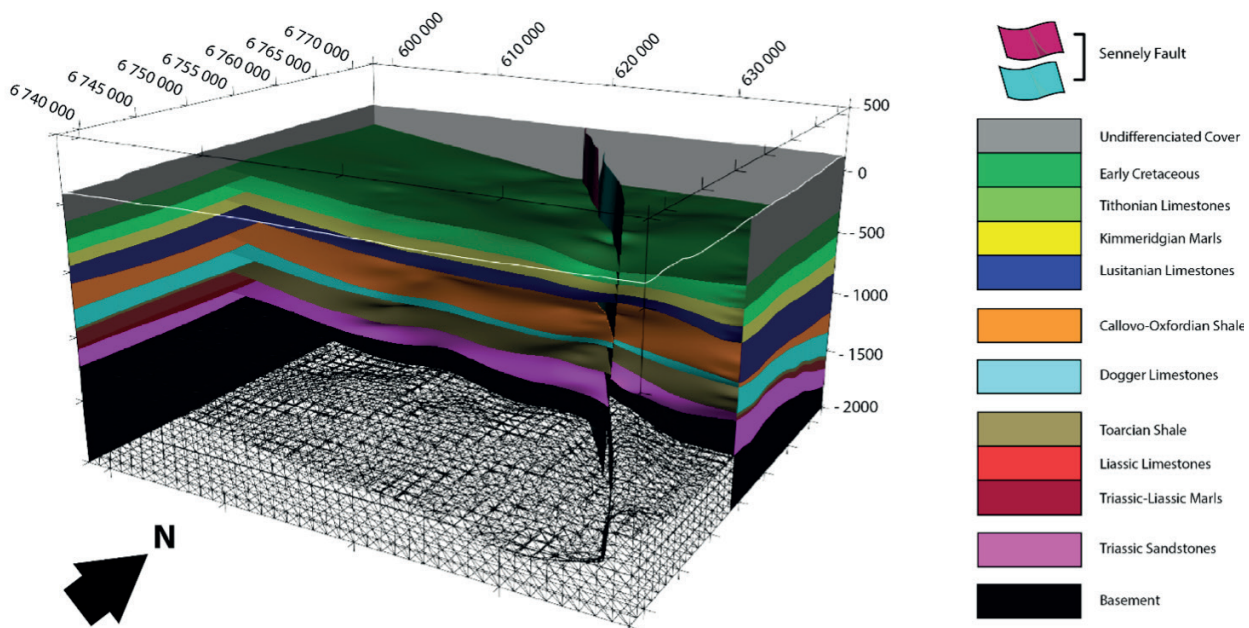 6 740 000
6 745 000
6 750 000
6 755 000
6 760 000
6 765 000
6 770 000
600 000
610 000
620 000
630 000
500
0
- 500
- 1000
- 1500
- 2000
N
Sennely Fault
Undifferenciated Cover
Early Cretaceous
Tithonian Limestones
Kimmeridgian Marls
Lusitanian Limestones
Callovo-Oxfordian Shale
Dogger Limestones
Toarcian Shale
Liassic Limestones
Triassic-Liassic Marls
Triassic Sandstones
Basement